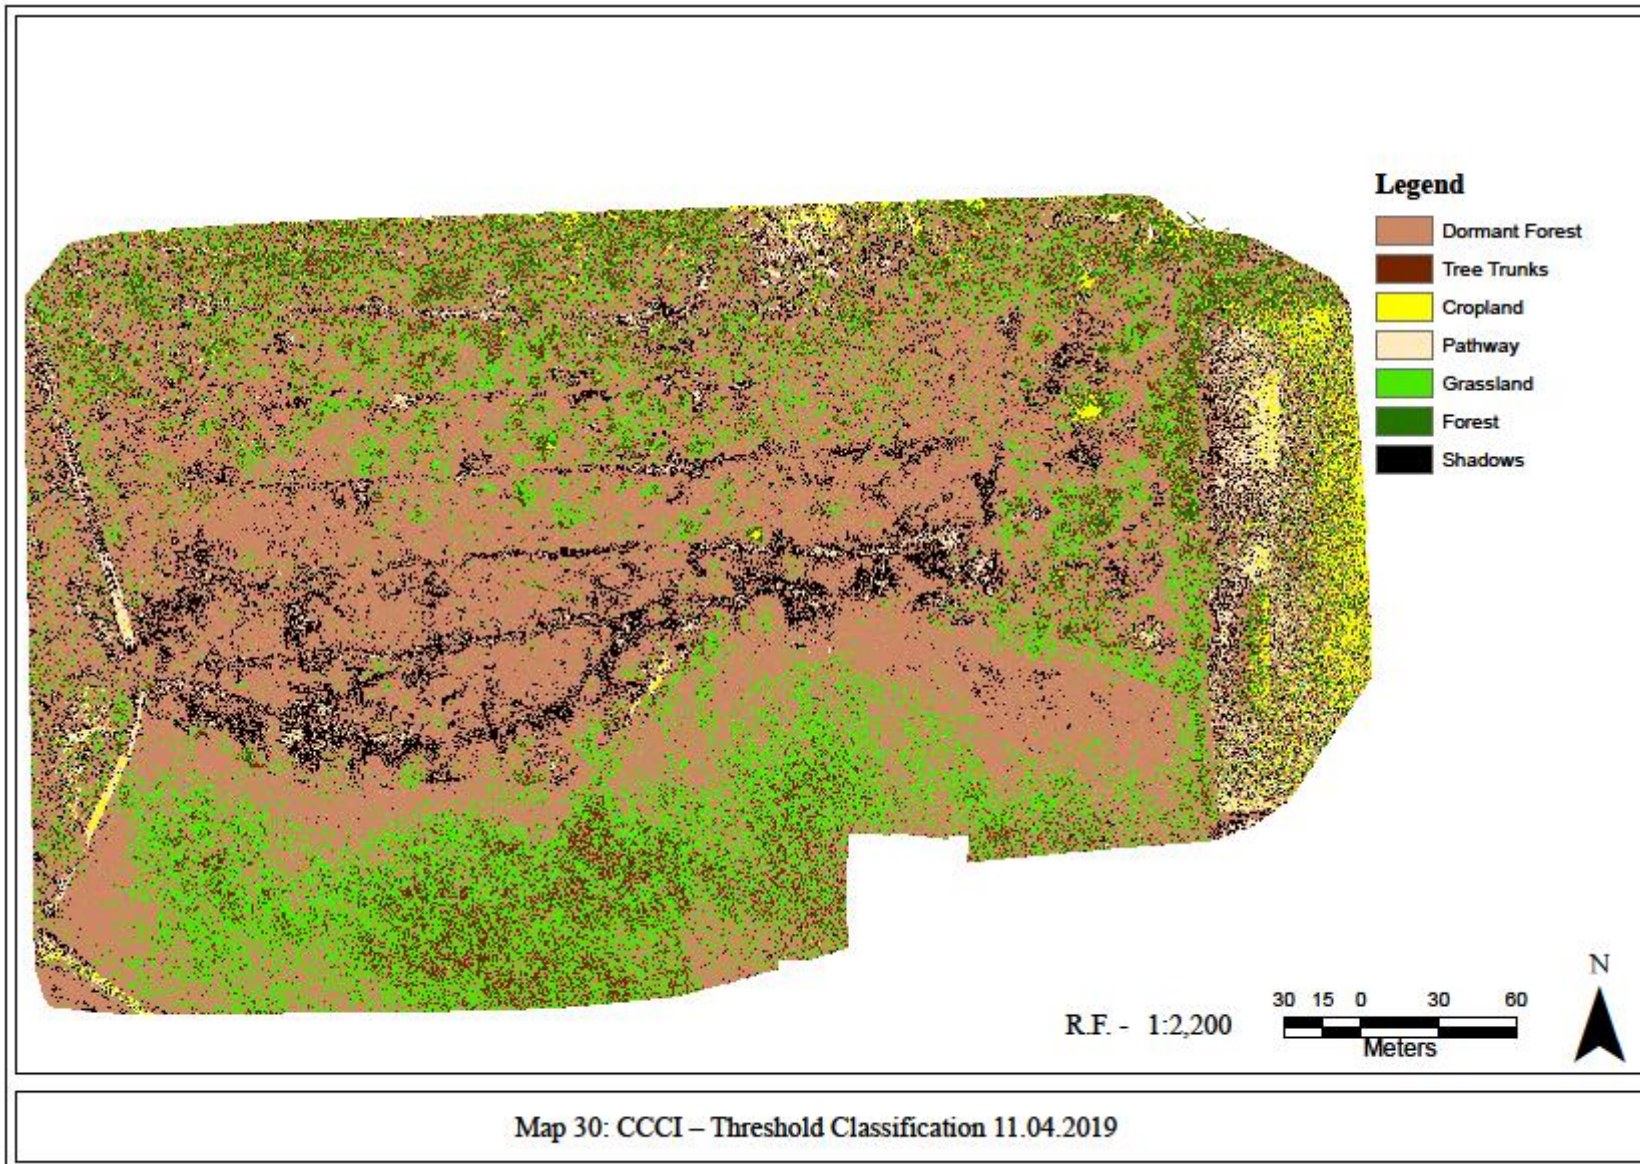 Legend
Dormant Forest
Tree Trunks
Cropland
Pathway
Grassland
Forest
Shadows
N
R.F. - 1:2,200
30 15 0 30 60
Meters
Map 30: CCCI – Threshold Classification 11.04.2019